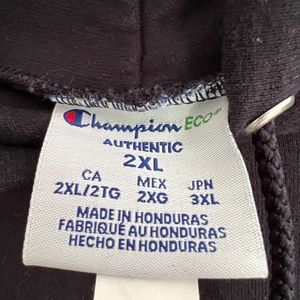 Champion ECO™
AUTHENTIC
2XL
CA MEX JPN
2XL/2TG 2XG 3XL
MADE IN HONDURAS
FABRIQUÉ AU HONDURAS
HECHO EN HONDURAS